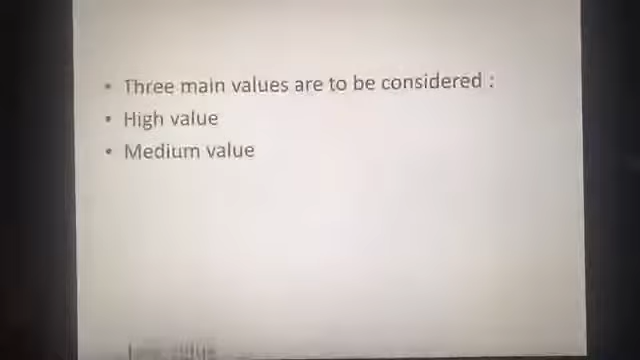 • Three main values are to be considered :
• High value
• Medium value